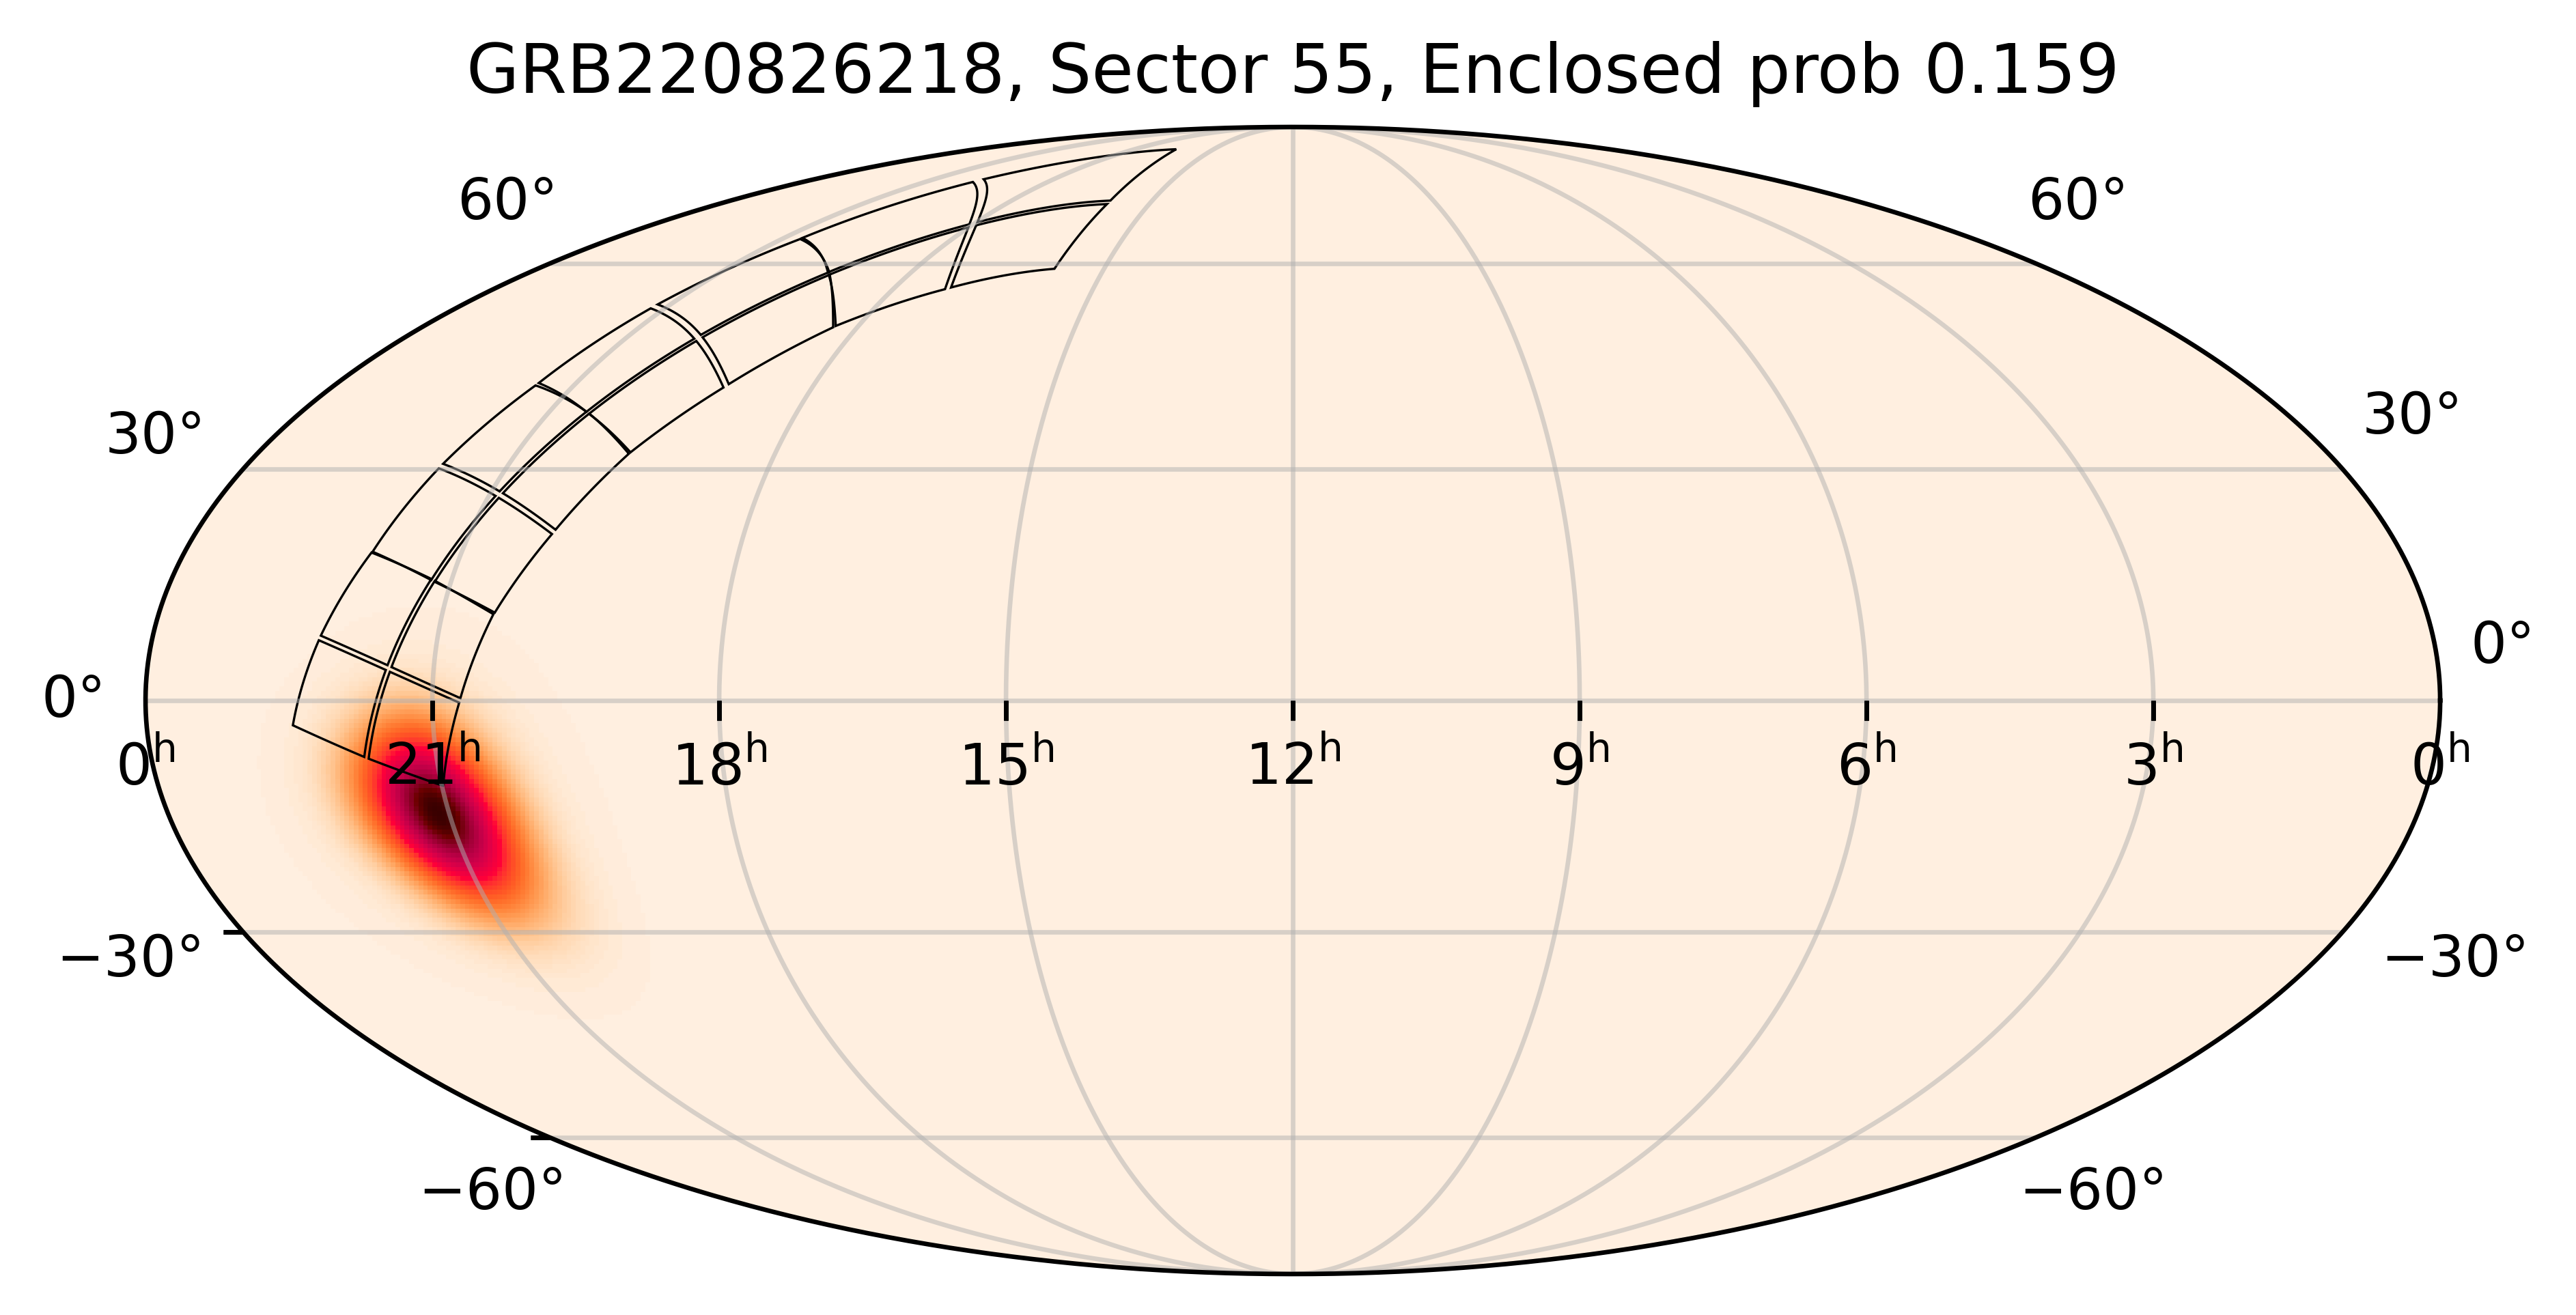 GRB220826218, Sector 55, Enclosed prob 0.159
60° 60°
30° 30°
0° 0°
0h 21h 18h 15h 12h 9h 6h 3h 0h
−30° −30°
−60° −60°